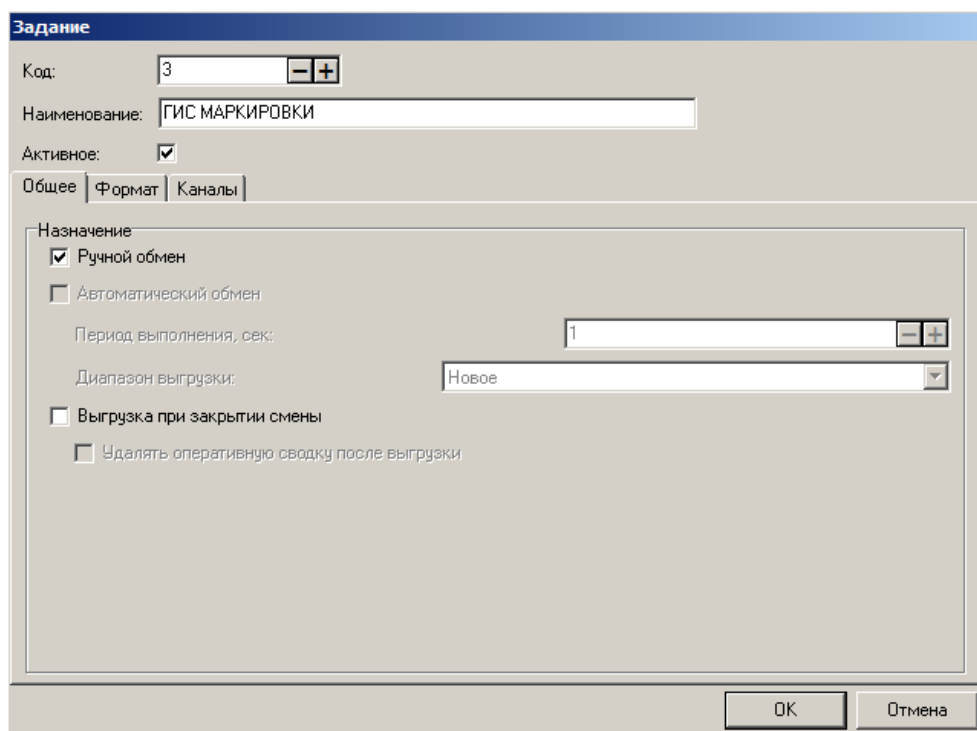 Задание
Код: 3
Наименование: ГИС МАРКИРОВКИ
Активное:
Общее Формат Каналы
Назначение
Ручной обмен
Автоматический обмен
Период выполнения, сек: 1
Диапазон выгрузки: Новое
Выгрузка при закрытии смены
Удалять оперативную сводку после выгрузки
OK Отмена